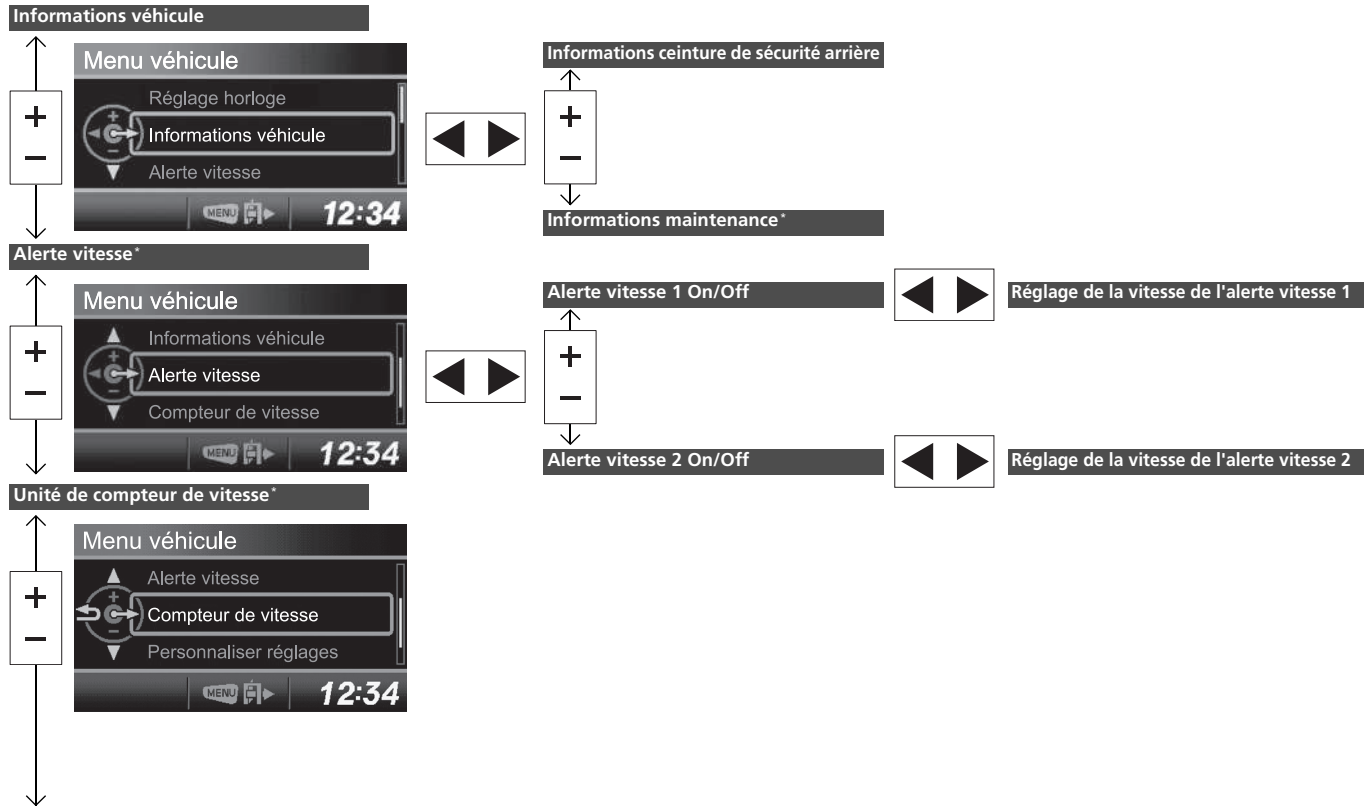 Informations véhicule
Menu véhicule
Réglage horloge
Informations véhicule
Alerte vitesse
MENU
12:34
+
−
+
−
Informations ceinture de sécurité arrière
+
−
Informations maintenance*
Alerte vitesse*
Menu véhicule
Informations véhicule
Alerte vitesse
Compteur de vitesse
MENU
12:34
+
−
+
−
Alerte vitesse 1 On/Off
Réglage de la vitesse de l'alerte vitesse 1
+
−
Alerte vitesse 2 On/Off
Réglage de la vitesse de l'alerte vitesse 2
Unité de compteur de vitesse*
Menu véhicule
Alerte vitesse
Compteur de vitesse
Personnaliser réglages
MENU
12:34
+
−
+
−